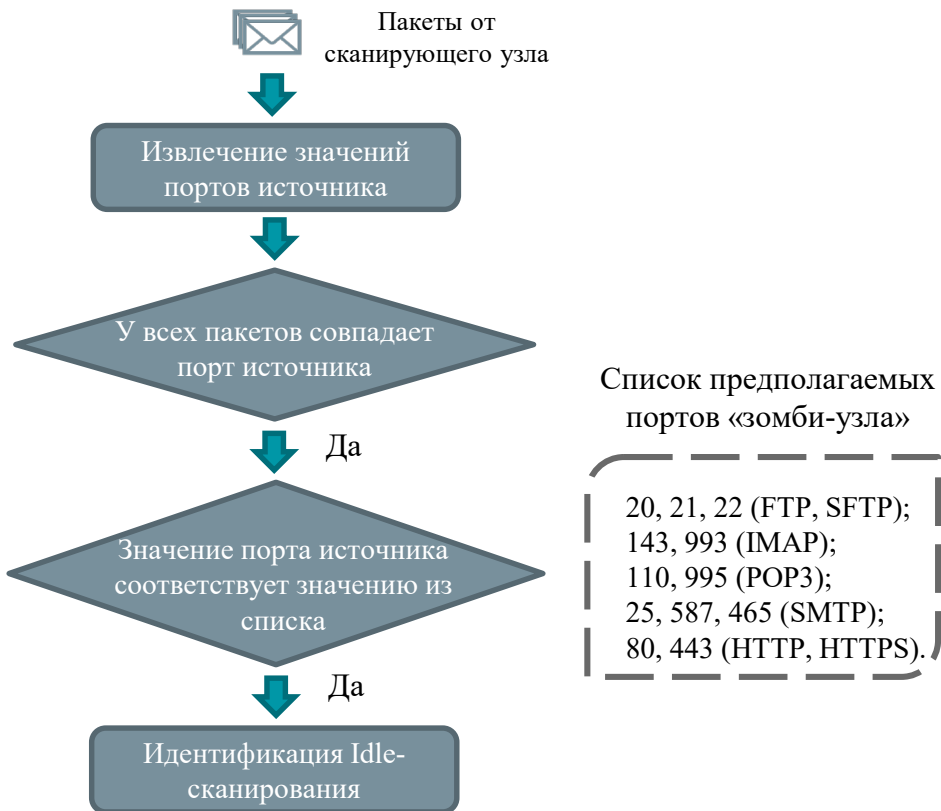 Пакеты от
сканирующего узла
Извлечение значений
портов источника
У всех пакетов совпадает
порт источника
Да
Значение порта источника
соответствует значению из
списка
Да
Идентификация Idle-
сканирования
Список предполагаемых
портов «зомби-узла»
20, 21, 22 (FTP, SFTP);
143, 993 (IMAP);
110, 995 (POP3);
25, 587, 465 (SMTP);
80, 443 (HTTP, HTTPS).